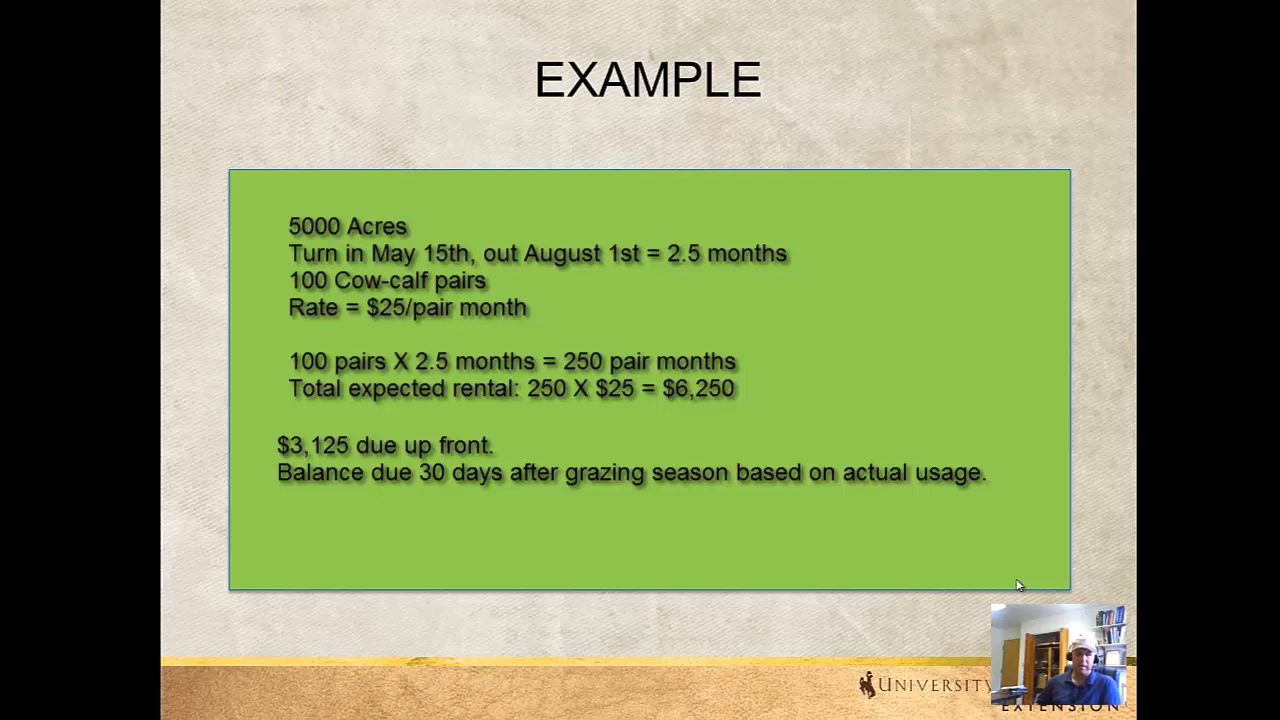 EXAMPLE
5000 Acres
Turn in May 15th, out August 1st = 2.5 months
100 Cow-calf pairs
Rate = $25/pair month
100 pairs X 2.5 months = 250 pair months
Total expected rental: 250 X $25 = $6,250
$3,125 due up front.
Balance due 30 days after grazing season based on actual usage.
UNIVERSITY
EXTENSION